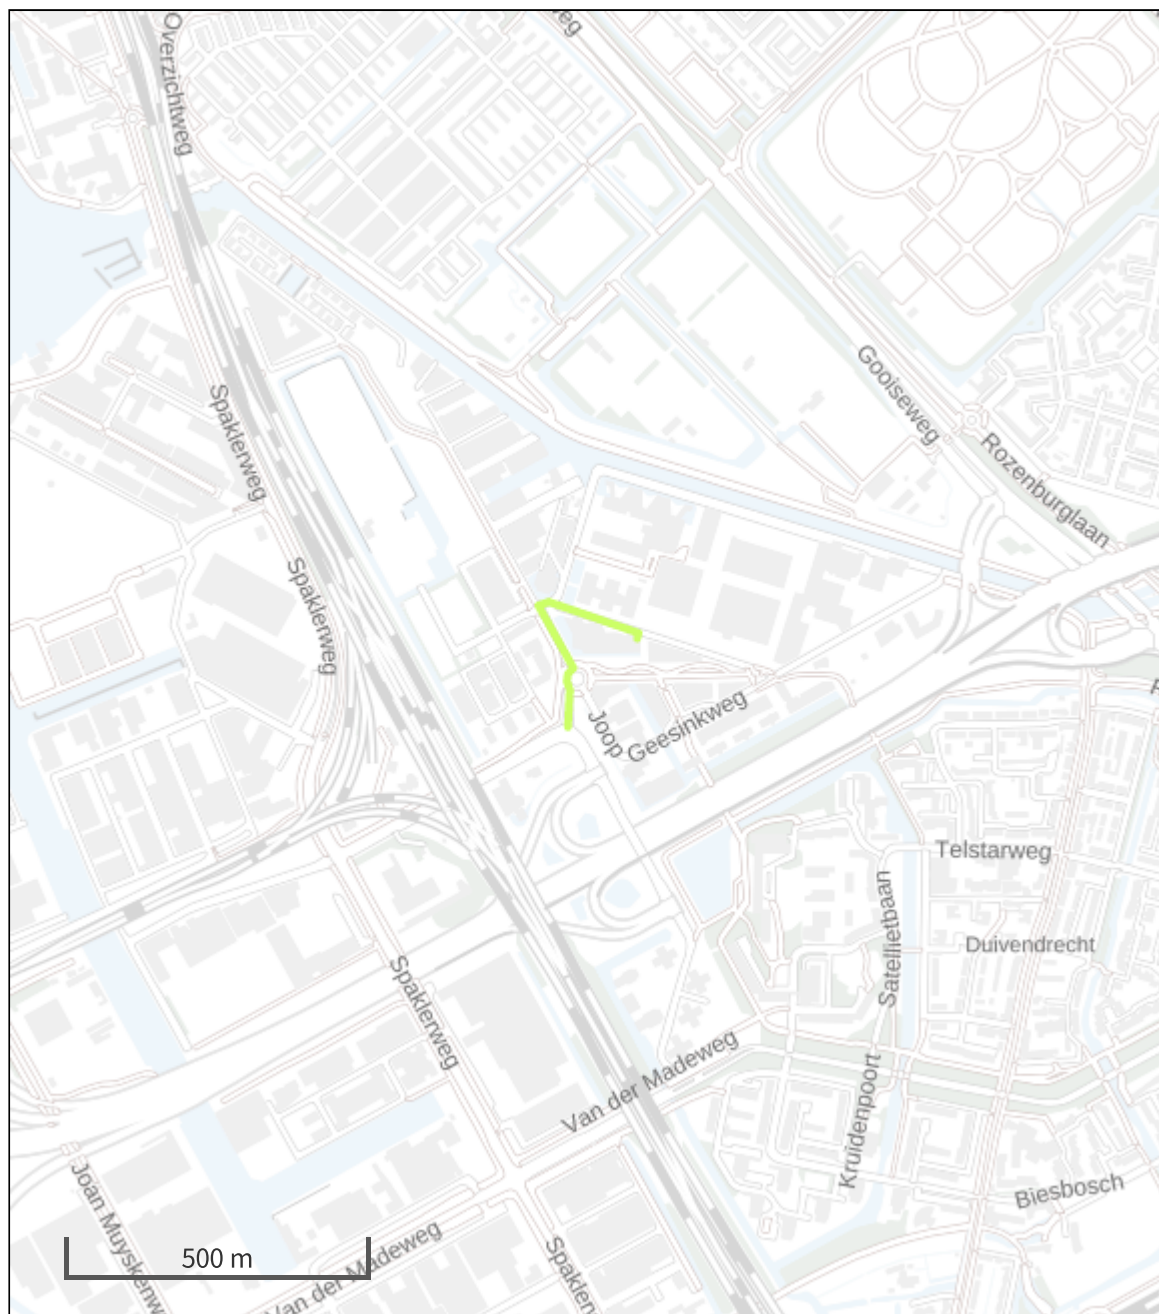 Overzichtweg
weg
Gooiseweg
Rozenburglaan
Spaklerweg
Spaklerweg
Joop
Geesinkweg
Telstarweg
Satellietbaan
Duivendrecht
Spaklerweg
Van der Madeweg
Kruidenpoort
Biesbosch
Joan Muyskenw
Van der Madeweg
Spaklen
500 m